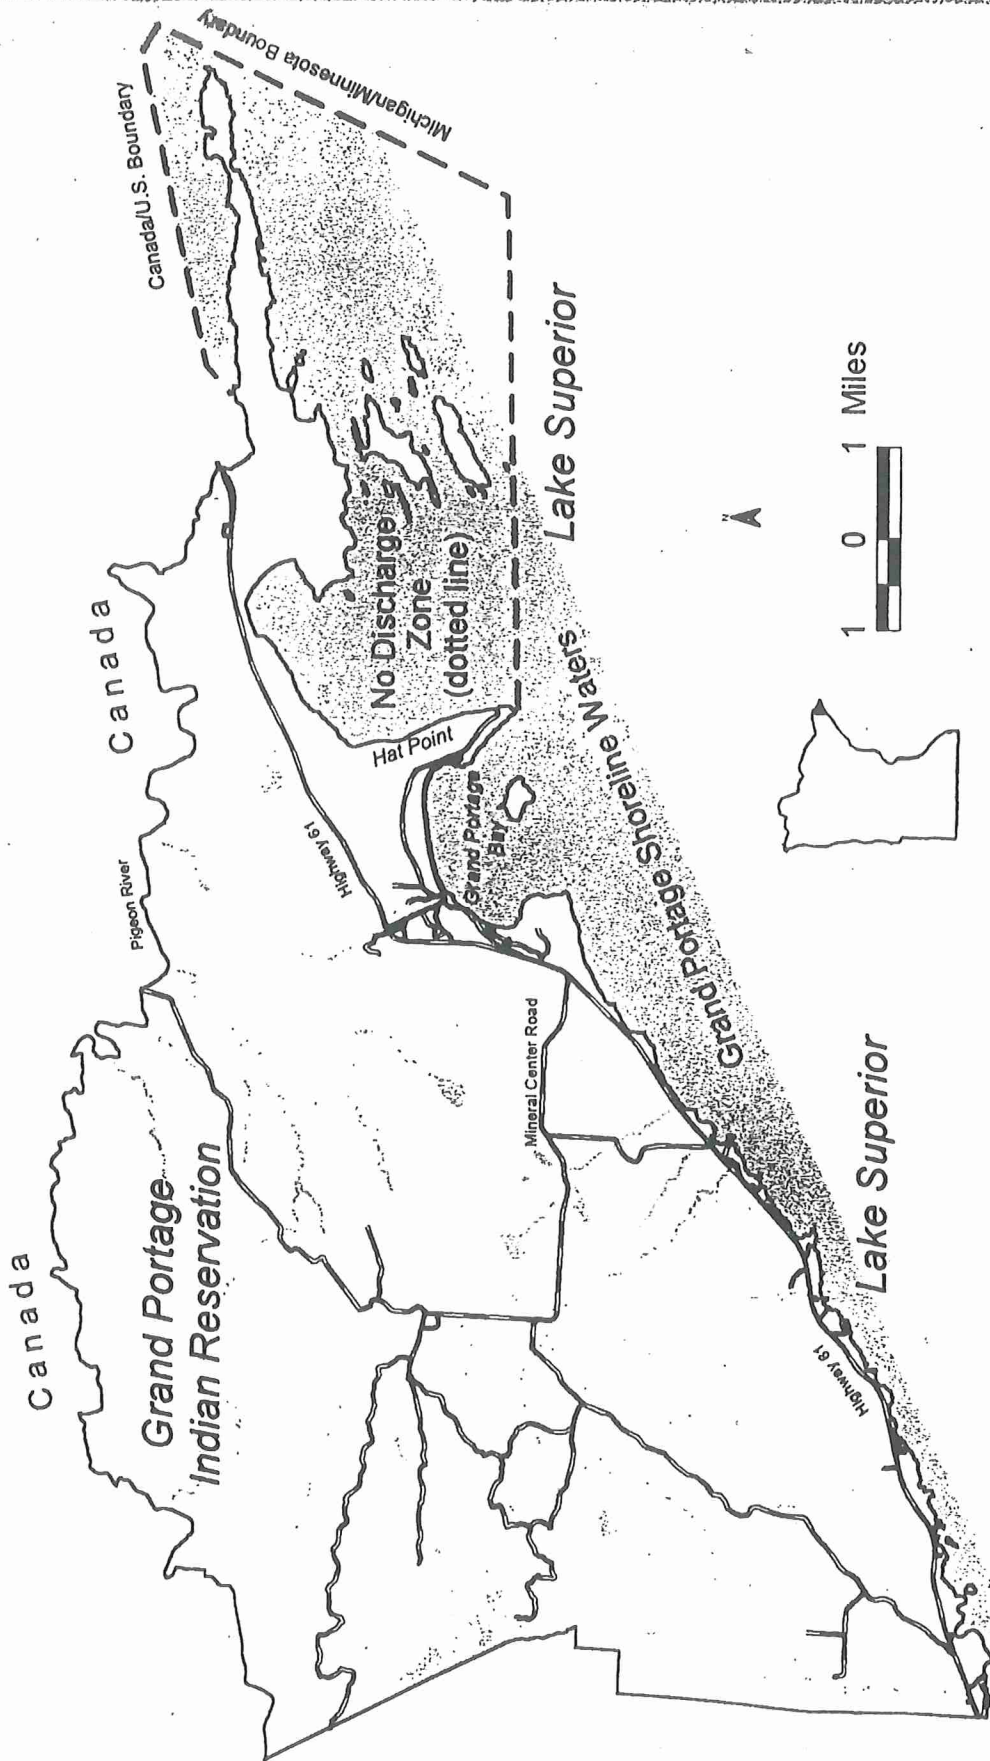 Canada
Canada
Grand Portage
Indian Reservation
Pigeon River
Canada/U.S. Boundary
Michigan/Minnesota Boundary
Highway 61
Hat Point
No Discharge
Zone
(dotted line)
Grand Portage
Bay
Mineral Center Road
Grand Portage Shoreline Waters
Lake Superior
Lake Superior
Highway 61
N
1 0 1 Miles